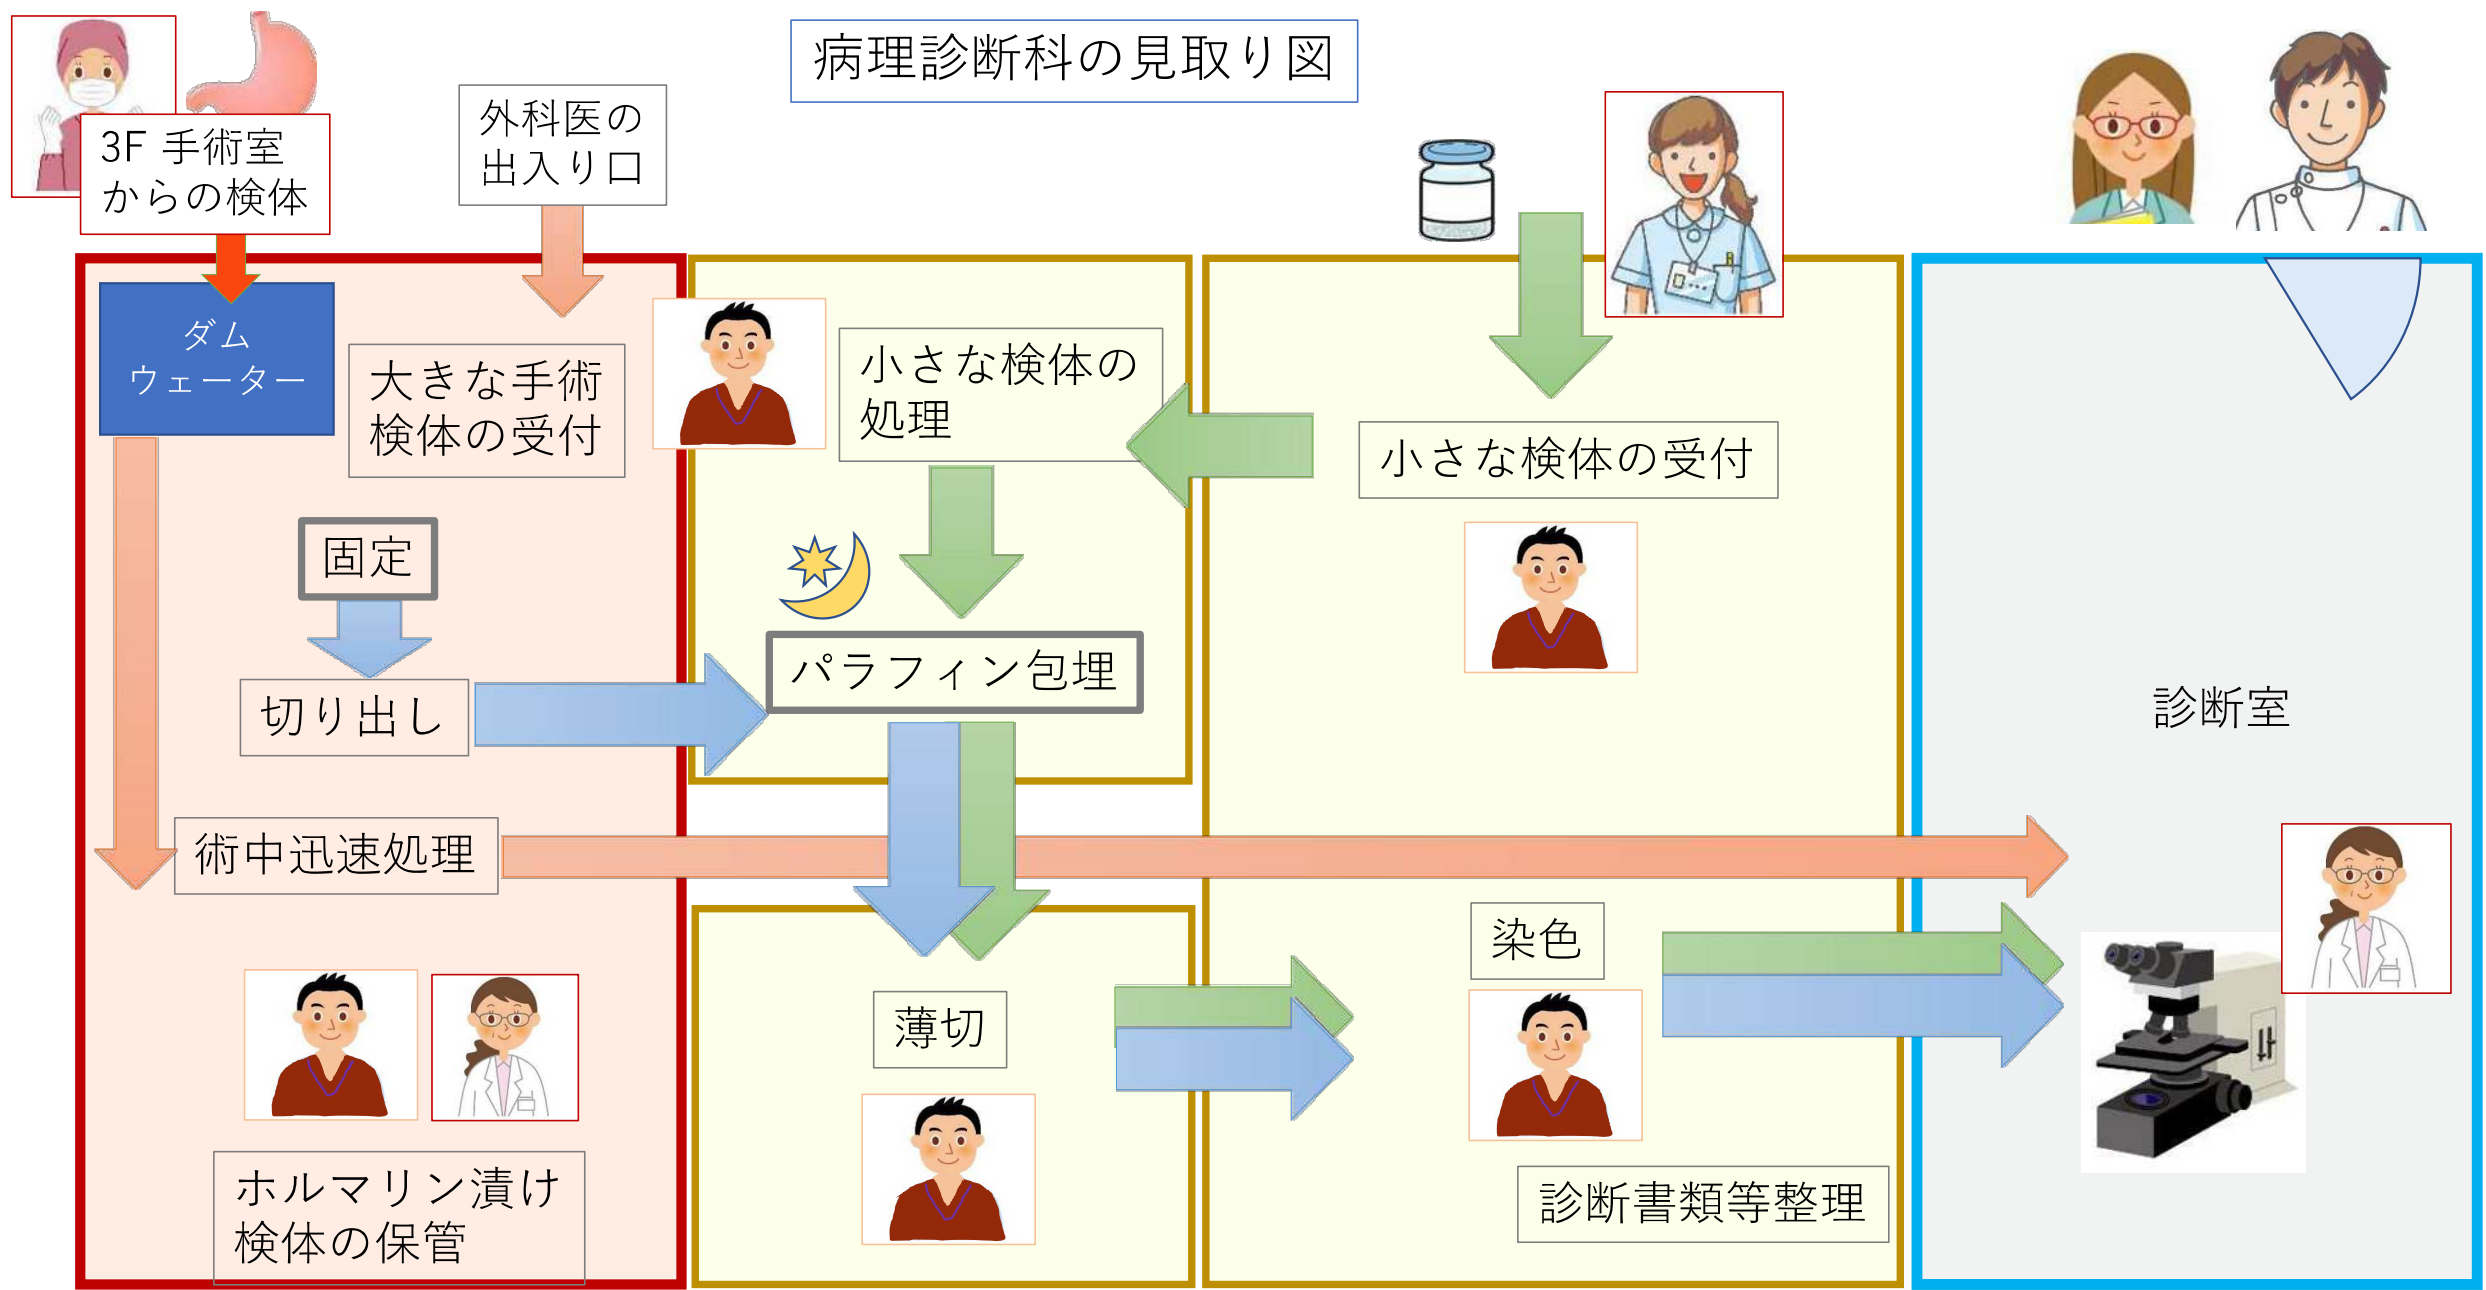 病理診断科の見取り図
3F 手術室
からの検体
外科医の
出入り口
ダム
ウェーター
大きな手術
検体の受付
小さな検体の
処理
小さな検体の受付
固定
切り出し
パラフィン包埋
診断室
術中迅速処理
染色
薄切
ホルマリン漬け
検体の保管
診断書類等整理